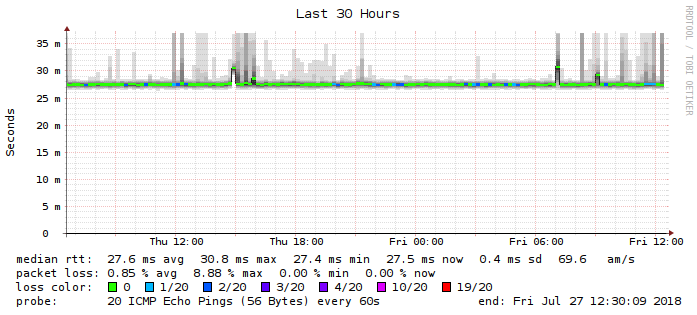 Last 30 Hours
RRDTOOL / TOBI OETIKER
Seconds
35 m
30 m
25 m
20 m
15 m
10 m
5 m
0
Thu 12:00 Thu 18:00 Fri 00:00 Fri 06:00 Fri 12:00
median rtt: 27.6 ms avg 30.8 ms max 27.4 ms min 27.5 ms now 0.4 ms sd 69.6 am/s
packet loss: 0.85 % avg 8.88 % max 0.00 % min 0.00 % now
loss color: 0 1/20 2/20 3/20 4/20 10/20 19/20
probe: 20 ICMP Echo Pings (56 Bytes) every 60s end: Fri Jul 27 12:30:09 2018